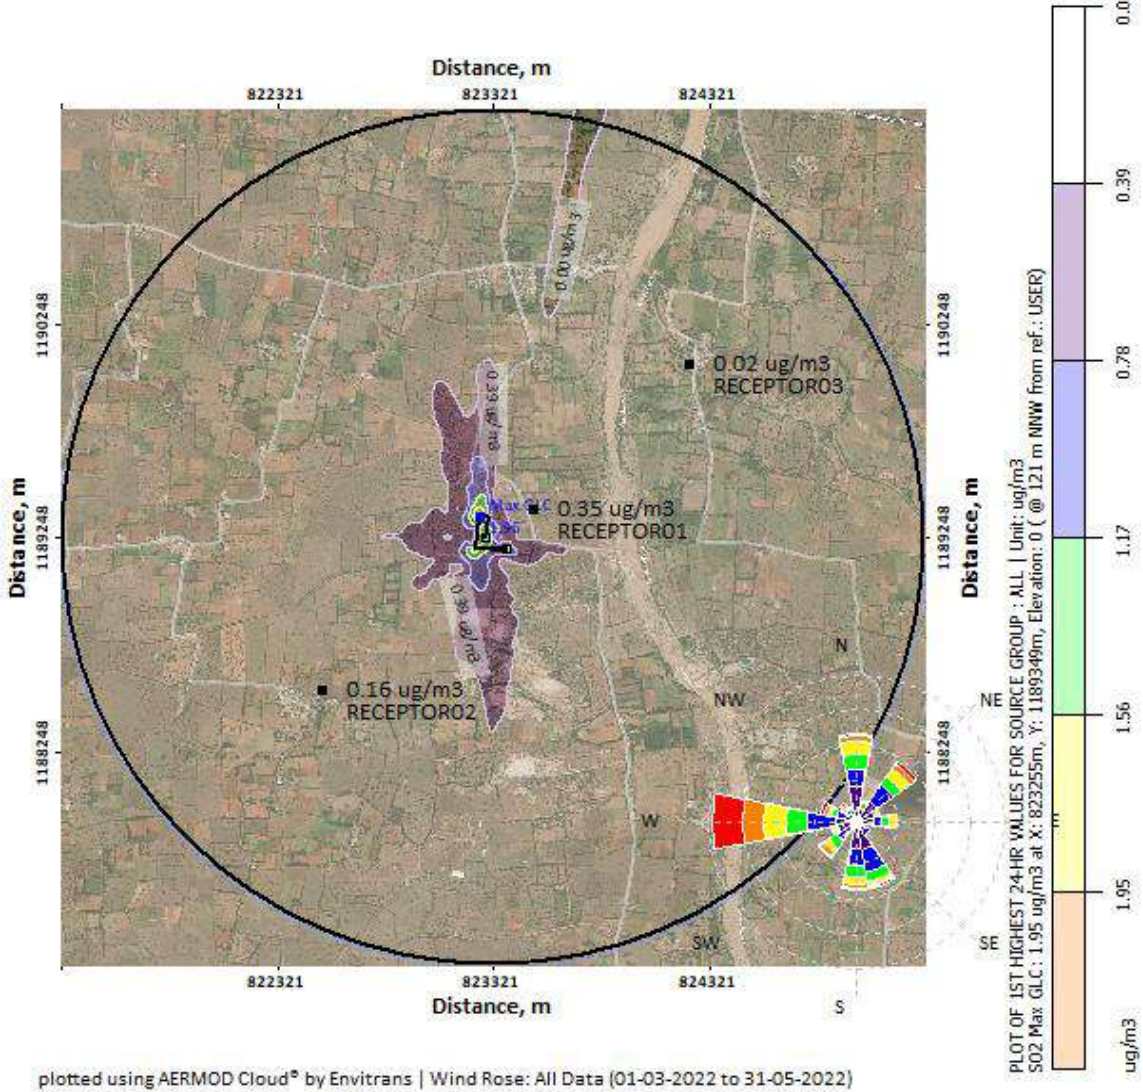 Distance, m
822321
823321
824321
0.0
0.39
0.78
1.17
1.56
1.95
ug/m3
0.00 ug/m3
1190248
1190248
0.02 ug/m3
RECEPTOR03
0.39 ug/m3
Max GLC
1.95
0.35 ug/m3
RECEPTOR01
1189248
1189248
Distance, m
Distance, m
0.39 ug/m3
0.16 ug/m3
RECEPTOR02
1188248
1188248
N
NW
NE
W
E
SW
SE
S
822321
823321
824321
Distance, m
PLOT OF 1ST HIGHEST 24-HR VALUES FOR SOURCE GROUP : ALL | Unit: ug/m3
SO2 Max GLC: 1.95 ug/m3 at X: 823255m, Y: 1189349m, Elevation: 0 ( @ 121 m NNW from ref.: USER)
plotted using AERMOD Cloud® by Envitrans | Wind Rose: All Data (01-03-2022 to 31-05-2022)